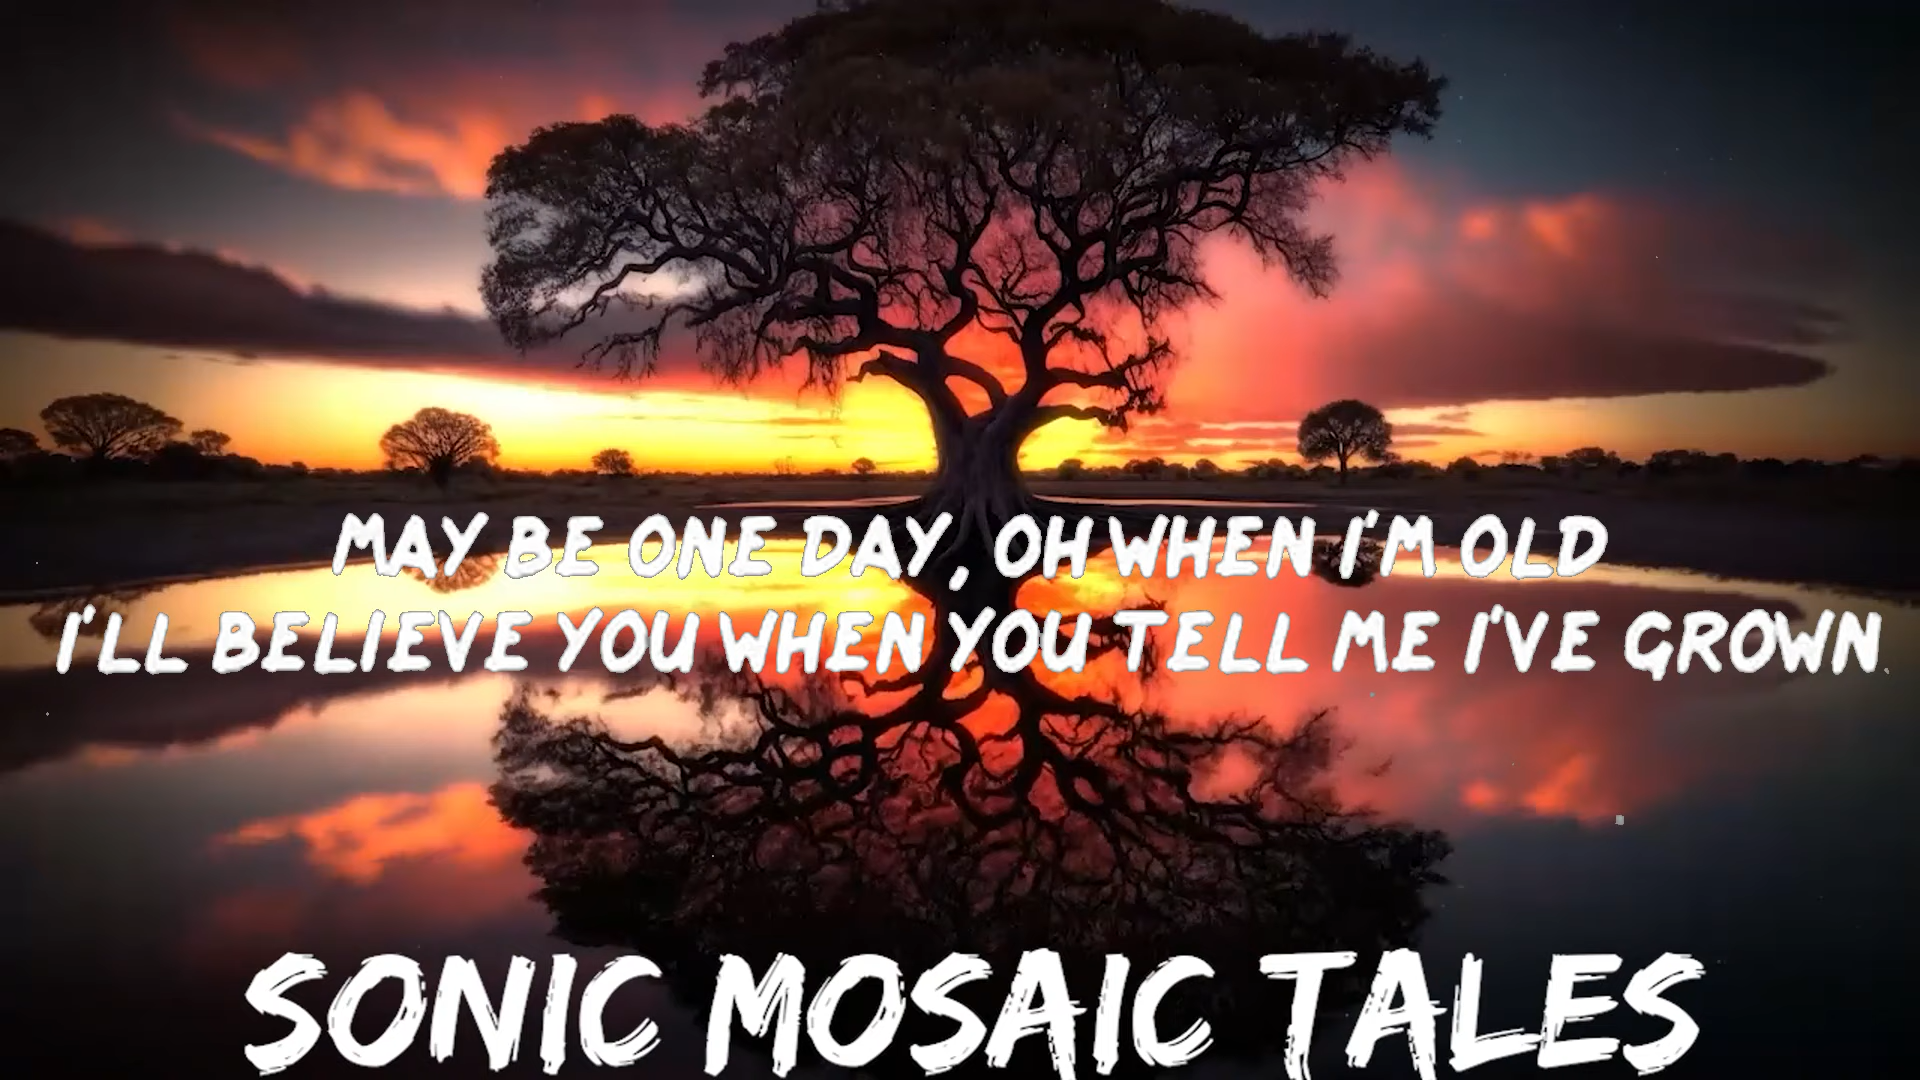 MAY BE ONE DAY, OH WHEN I'M OLD
I'LL BELIEVE YOU WHEN YOU TELL ME I'VE GROWN
SONIC MOSAIC TALES